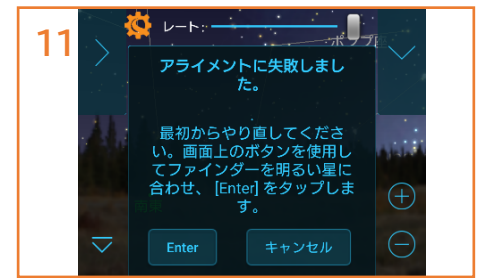 11
レート:
ポンプ座
アライメントに失敗しまし
た。
最初からやり直してくださ
い。画面上のボタンを使用し
てファインダーを明るい星に
合わせ、 [Enter] をタップしま
す。
Enter
キャンセル